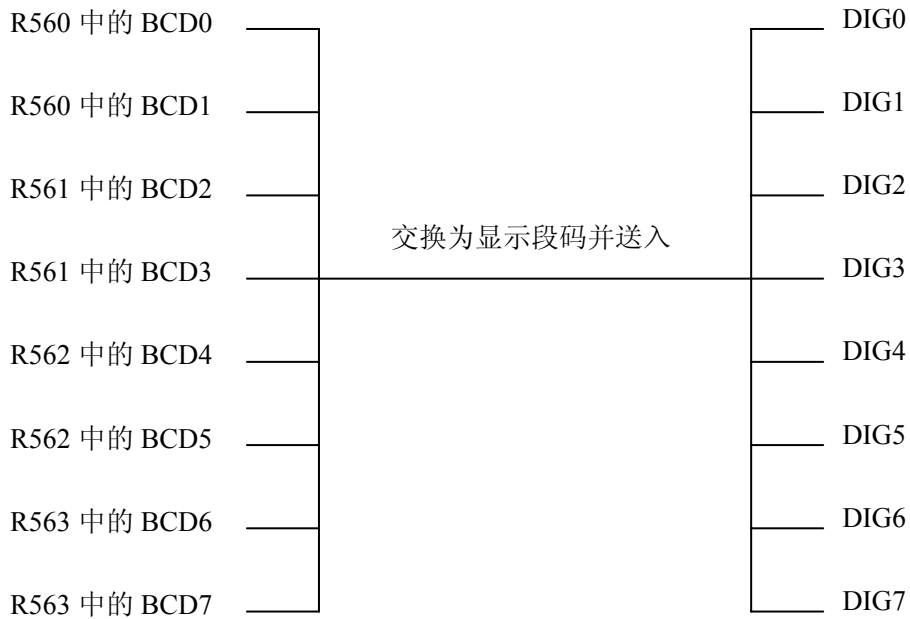 R560 中的 BCD0 DIG0
R560 中的 BCD1 DIG1
R561 中的 BCD2 DIG2
交换为显示段码并送入
R561 中的 BCD3 DIG3
R562 中的 BCD4 DIG4
R562 中的 BCD5 DIG5
R563 中的 BCD6 DIG6
R563 中的 BCD7 DIG7